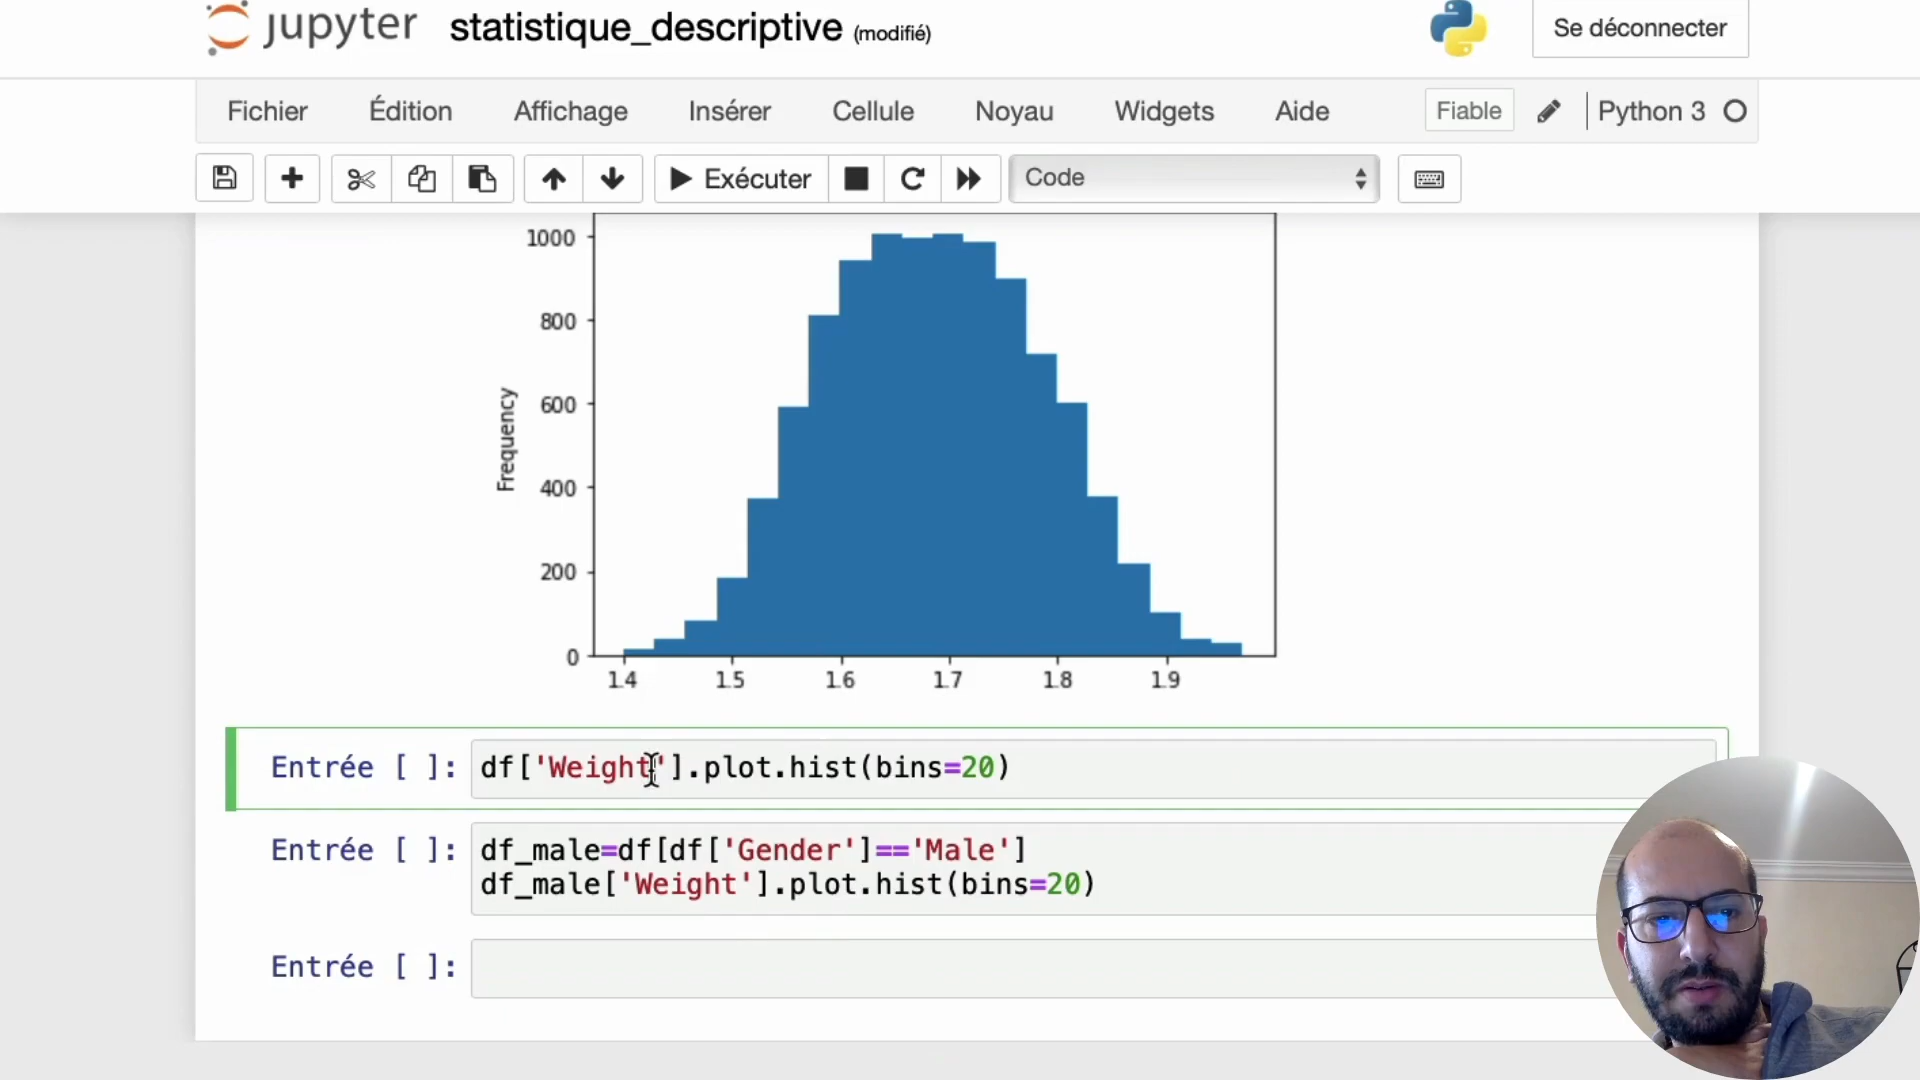 jupyter statistique_descriptive (modifié) Se déconnecter
Fichier Édition Affichage Insérer Cellule Noyau Widgets Aide Fiable Python 3
Exécuter Code
1000
800
600
400
200
0
Frequency
1.4 1.5 1.6 1.7 1.8 1.9
Entrée [ ]: df['Weight'].plot.hist(bins=20)
Entrée [ ]: df_male=df[df['Gender']=='Male']
df_male['Weight'].plot.hist(bins=20)
Entrée [ ]: